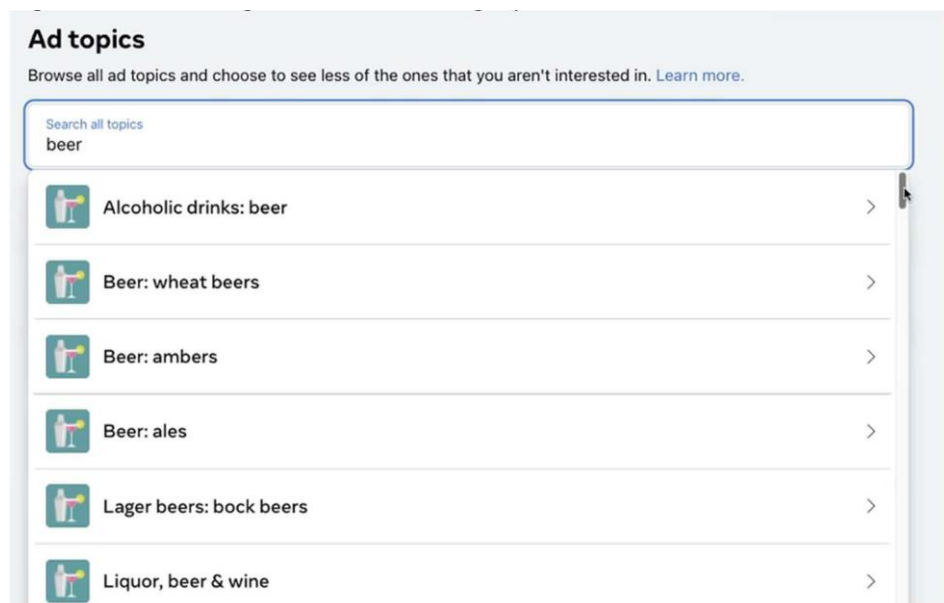 Ad topics
Browse all ad topics and choose to see less of the ones that you aren't interested in. Learn more.
Search all topics
beer
Alcoholic drinks: beer
Beer: wheat beers
Beer: ambers
Beer: ales
Lager beers: bock beers
Liquor, beer & wine